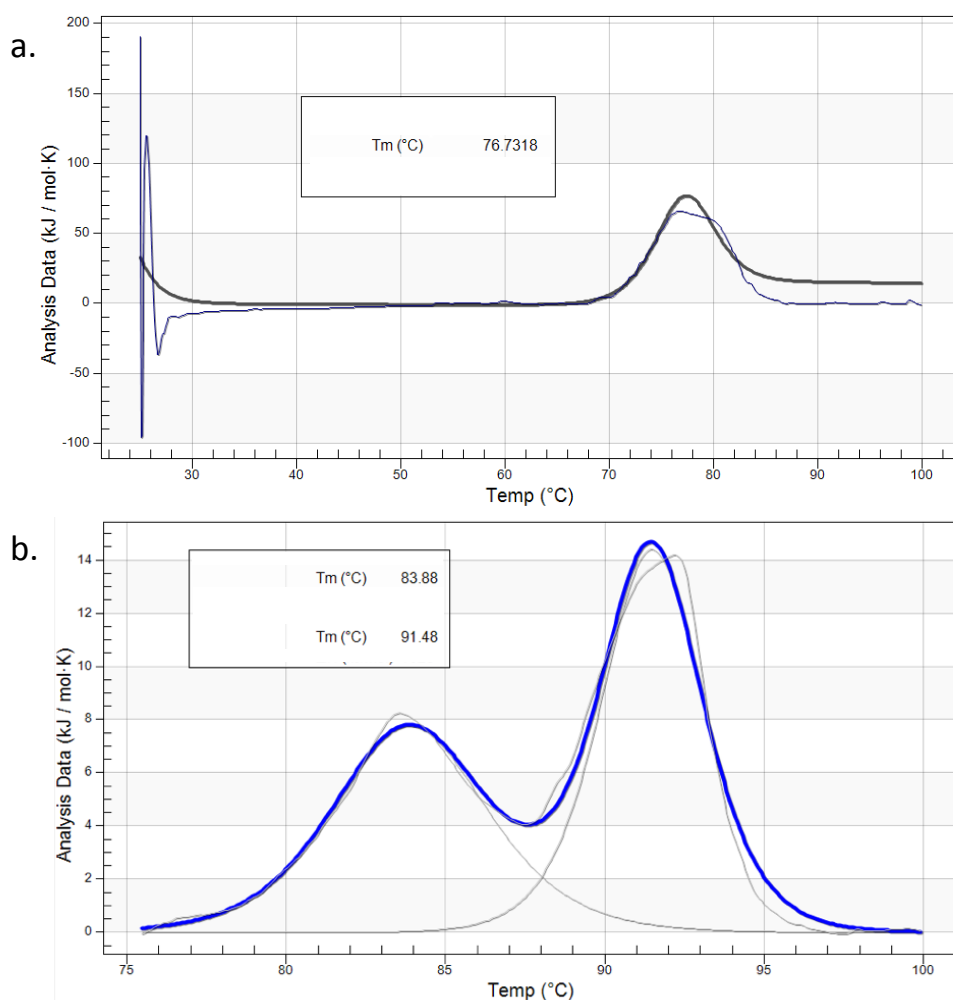 a.
200
150
100
50
0
-50
-100
Analysis Data (kJ / mol·K)
Tm (°C) 76.7318
30 40 50 60 70 80 90 100
Temp (°C)
b.
14
12
10
8
6
4
2
0
Analysis Data (kJ / mol·K)
Tm (°C) 83.88
Tm (°C) 91.48
75 80 85 90 95 100
Temp (°C)